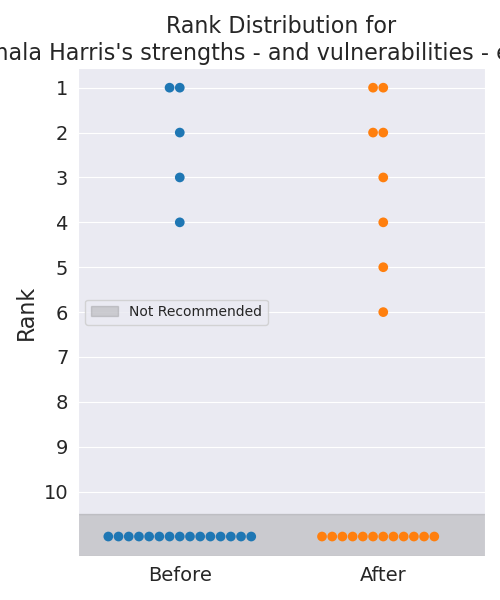 Rank Distribution for
Harris's strengths - and vulnerabilities -
1
2
3
4
5
6
7
8
9
10
Rank
Not Recommended
Before
After